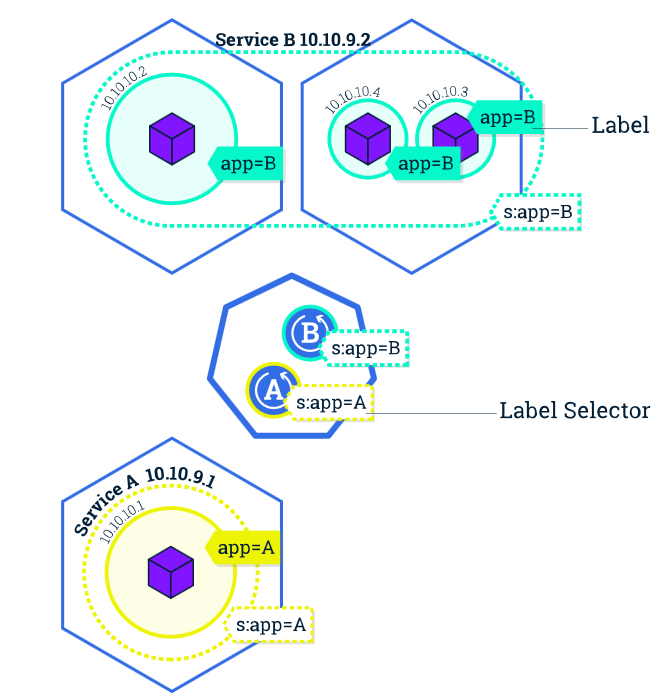 Service B 10.10.9.2
10.10.10.2
app=B
10.10.10.4
app=B
10.10.10.3
app=B
Label
s:app=B
B
s:app=B
A
s:app=A
Label Selector
Service A 10.10.9.1
10.10.10.1
app=A
s:app=A